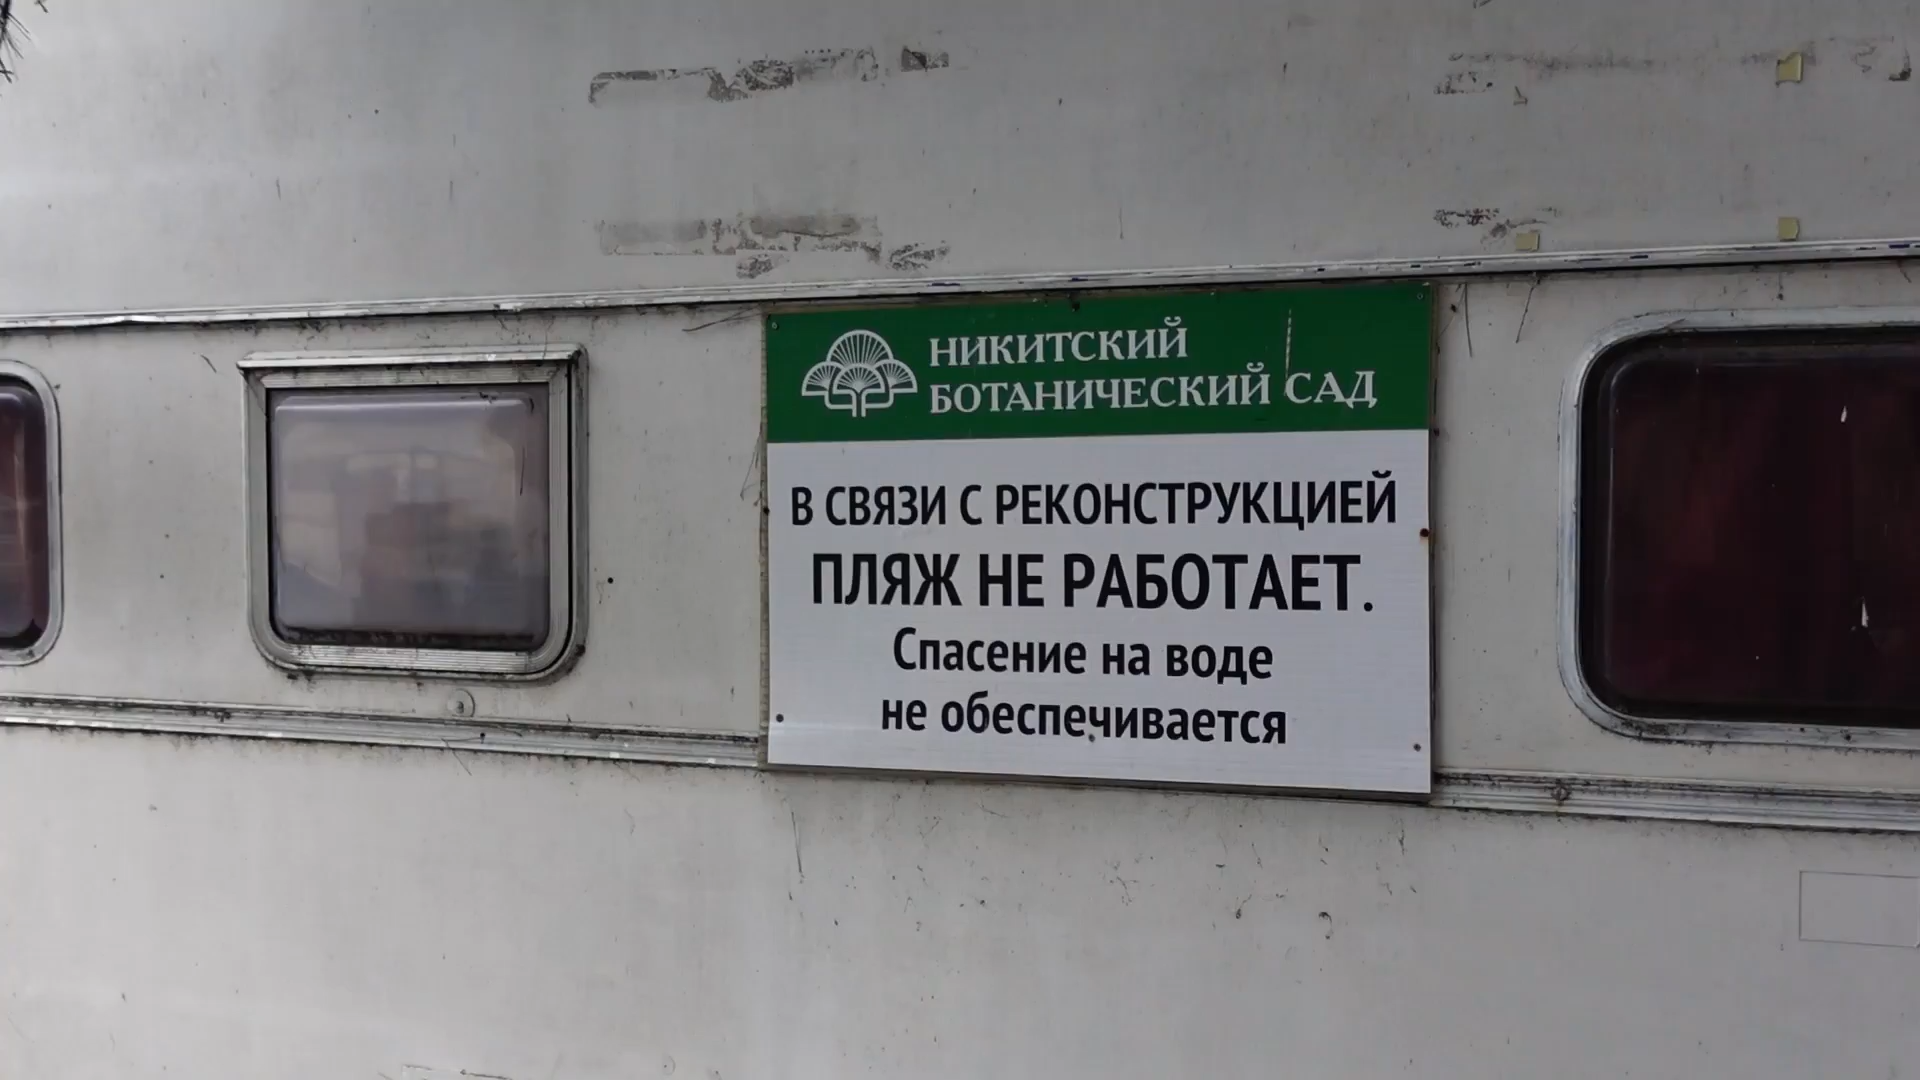 НИКИТСКИЙ
БОТАНИЧЕСКИЙ САД
В СВЯЗИ С РЕКОНСТРУКЦИЕЙ
ПЛЯЖ НЕ РАБОТАЕТ.
Спасение на воде
не обеспечивается